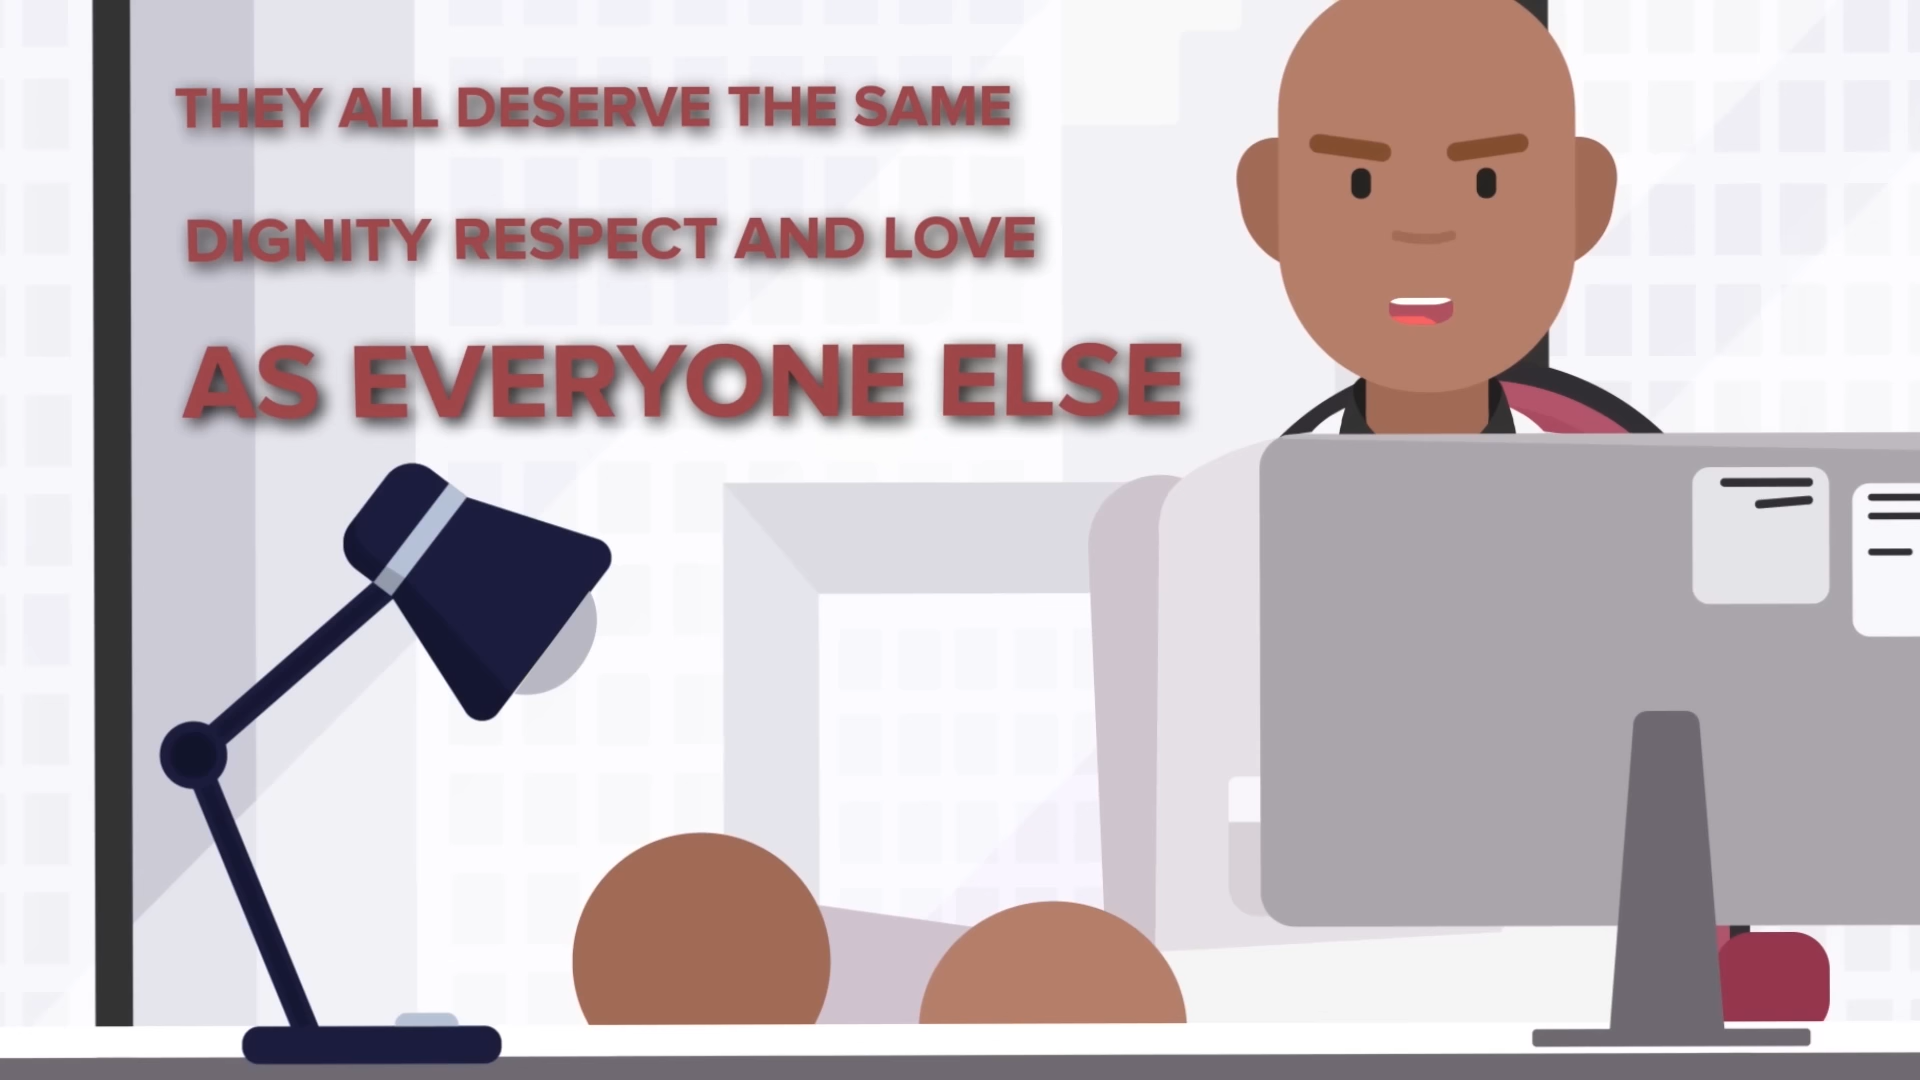 THEY ALL DESERVE THE SAME
DIGNITY RESPECT AND LOVE
AS EVERYONE ELSE